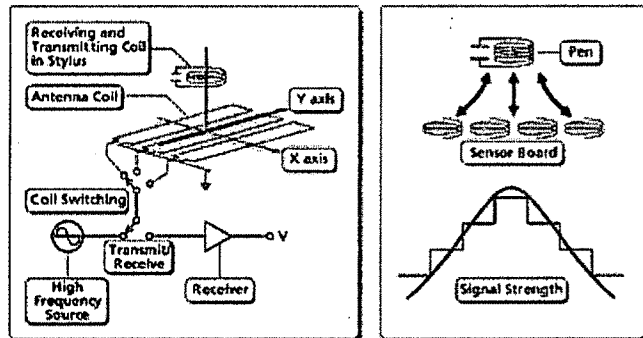 Receiving and
Transmitting Coil
in Stylus
Antenna Coil
Y axis
X axis
Coil Switching
Transmit/
Receive
V
High
Frequency
Source
Receiver
Pen
Sensor Board
Signal Strength